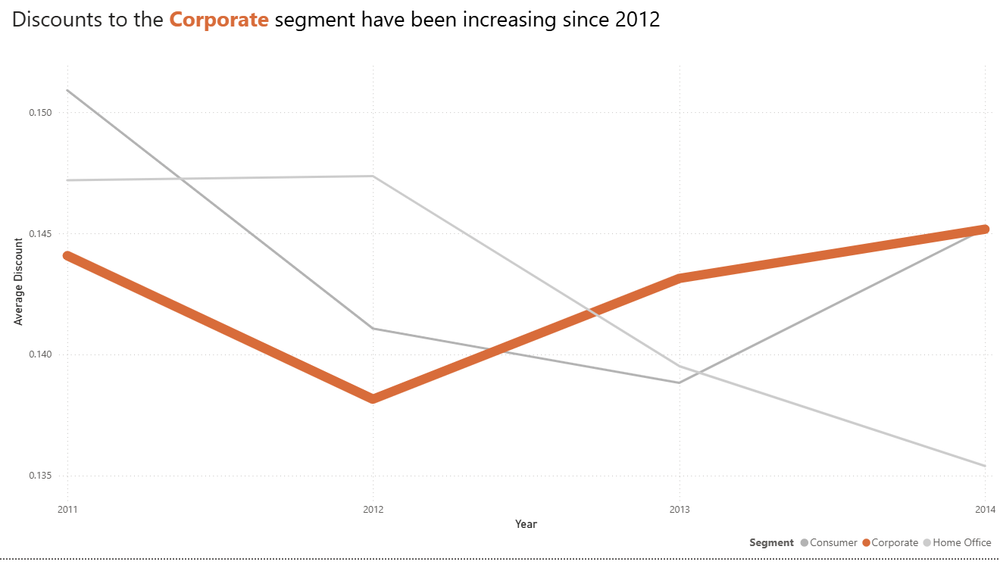 Discounts to the Corporate segment have been increasing since 2012
0.150
0.145
0.140
0.135
Average Discount
2011 2012 2013 2014
Year
Segment Consumer Corporate Home Office